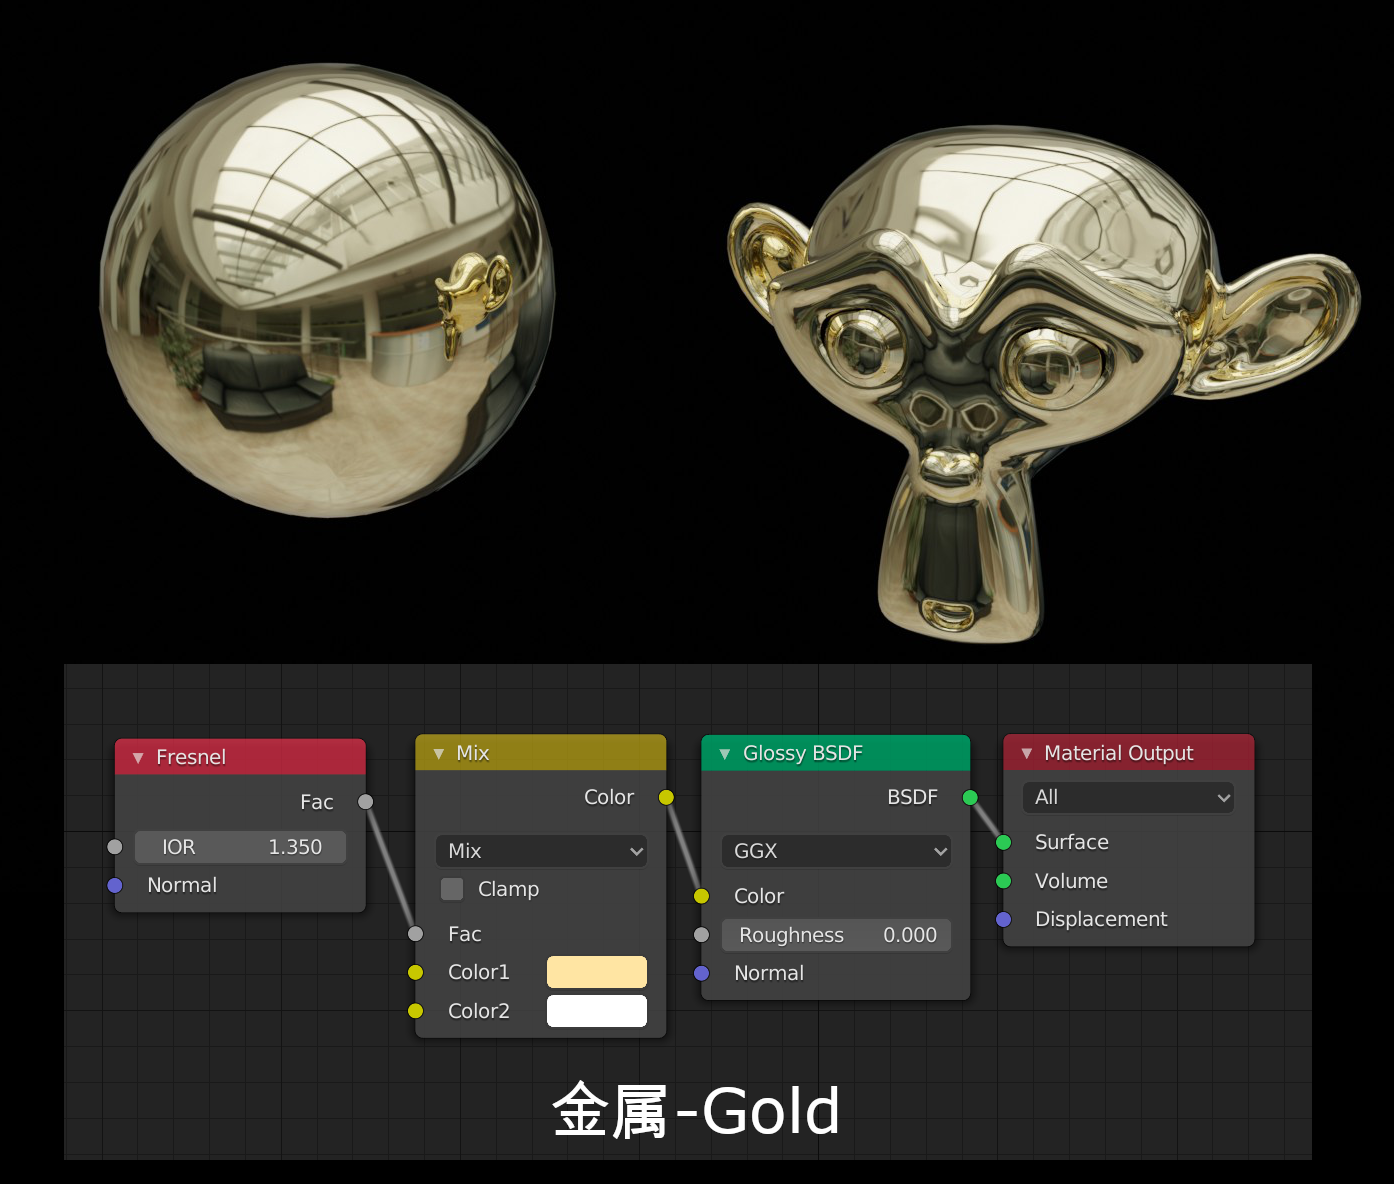 Fresnel
Fac
IOR 1.350
Normal
Mix
Color
Mix
Clamp
Fac
Color1
Color2
Glossy BSDF
BSDF
GGX
Color
Roughness 0.000
Normal
Material Output
All
Surface
Volume
Displacement
金属-Gold